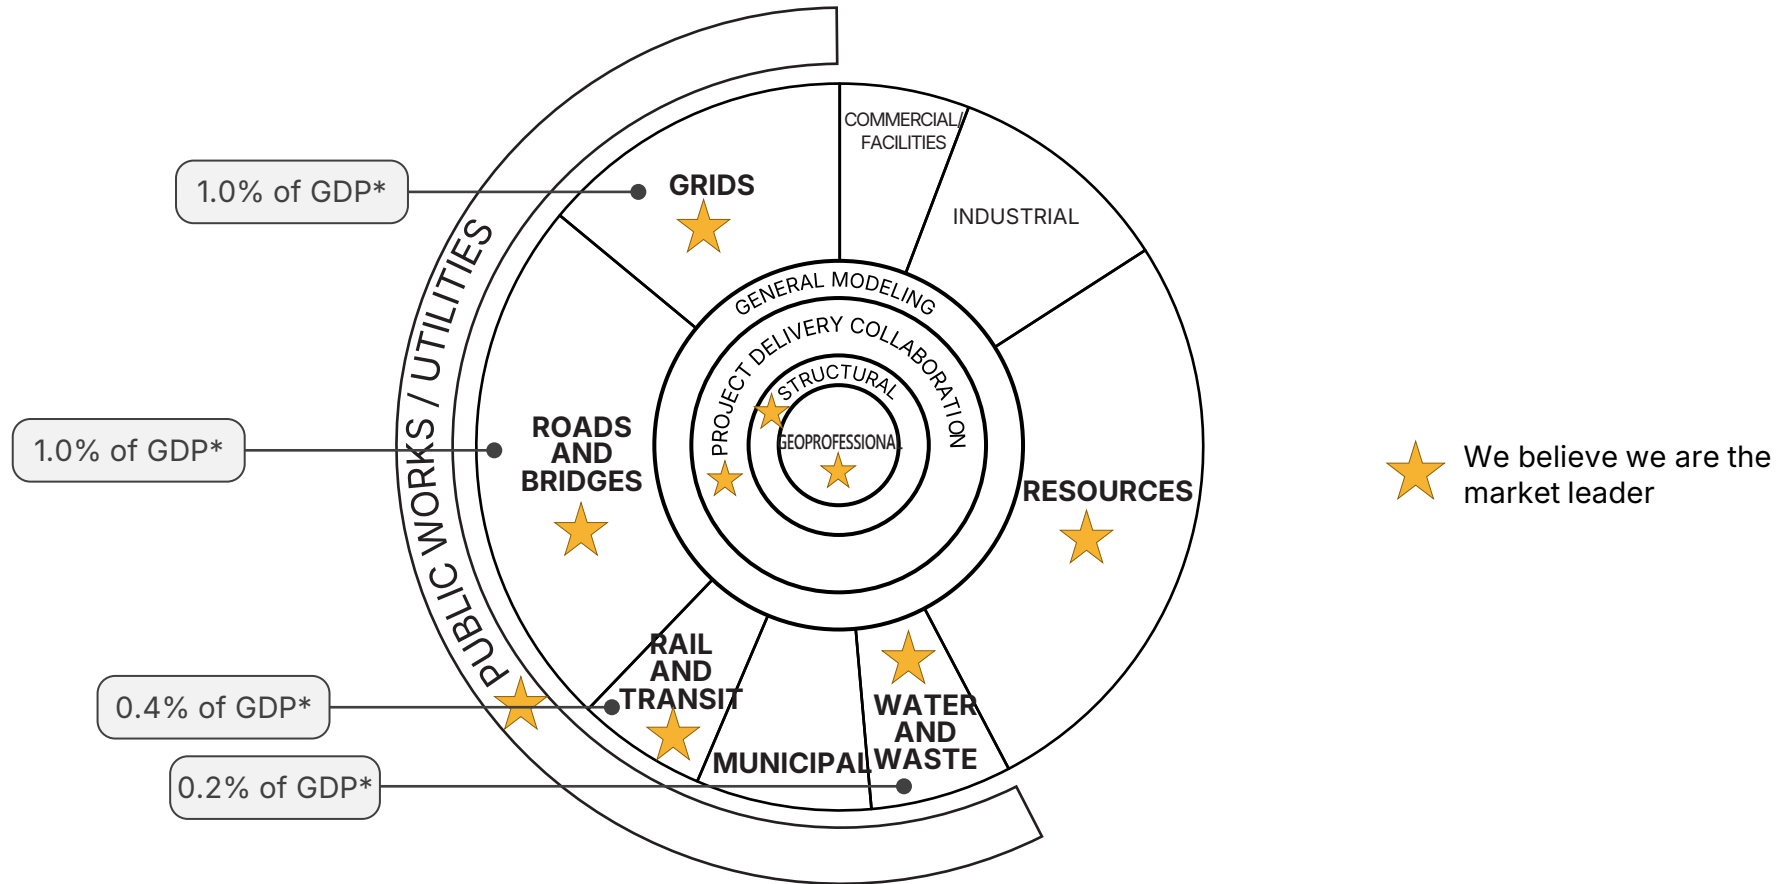 COMMERCIAL/
FACILITIES
1.0% of GDP*
GRIDS
INDUSTRIAL
PUBLIC WORKS / UTILITIES
GENERAL MODELING
PROJECT DELIVERY COLLABORATION
STRUCTURAL
GEOPROFESSIONAL
1.0% of GDP*
ROADS
AND
BRIDGES
RESOURCES
We believe we are the
market leader
RAIL
AND
TRANSIT
0.4% of GDP*
WATER
AND
WASTE
MUNICIPAL
0.2% of GDP*